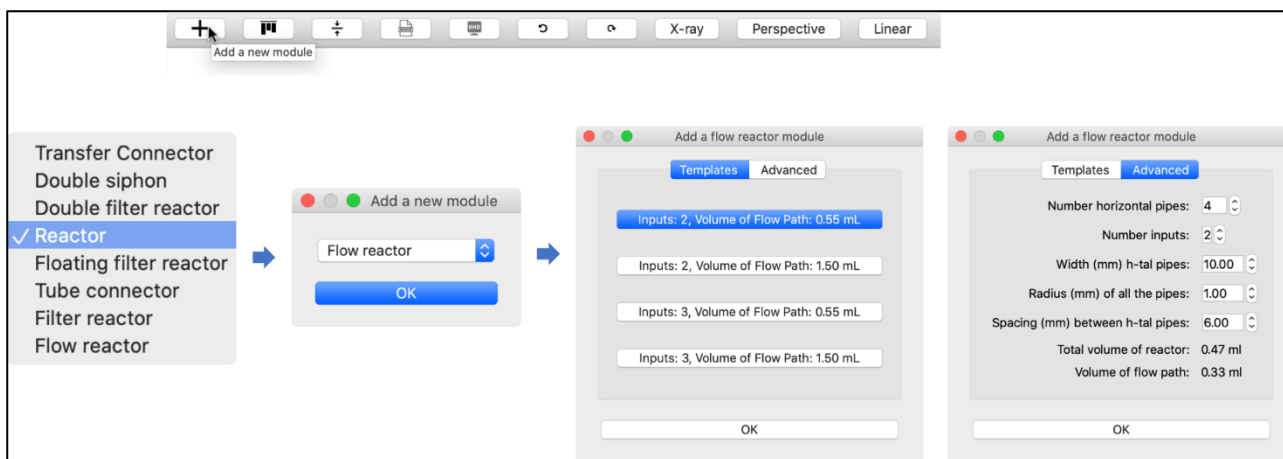 X-ray
Perspective
Linear
Add a new module
Transfer Connector
Double siphon
Double filter reactor
✓ Reactor
Floating filter reactor
Tube connector
Filter reactor
Flow reactor
Add a new module
Flow reactor
OK
Add a flow reactor module
Templates
Advanced
Inputs: 2, Volume of Flow Path: 0.55 mL
Inputs: 2, Volume of Flow Path: 1.50 mL
Inputs: 3, Volume of Flow Path: 0.55 mL
Inputs: 3, Volume of Flow Path: 1.50 mL
OK
Add a flow reactor module
Templates
Advanced
Number horizontal pipes: 4
Number inputs: 2
Width (mm) h-tal pipes: 10.00
Radius (mm) of all the pipes: 1.00
Spacing (mm) between h-tal pipes: 6.00
Total volume of reactor: 0.47 ml
Volume of flow path: 0.33 ml
OK